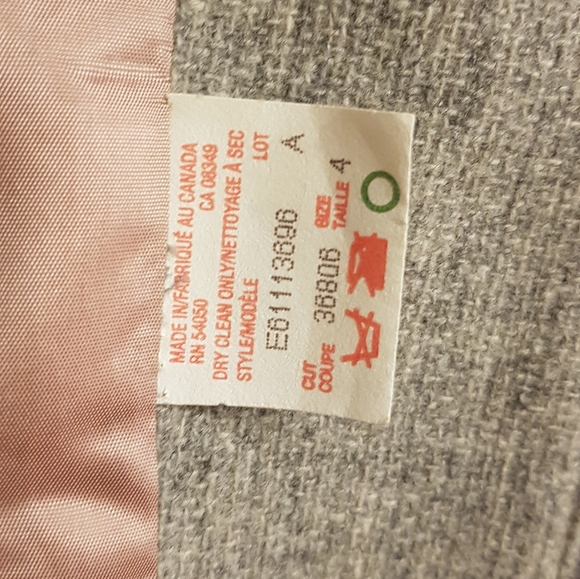 MADE IN/FABRIQUÉ AU CANADA
RN 54050 CA 08349
DRY CLEAN ONLY/NETTOYAGE À SEC
STYLE/MODÈLE LOT
E01113696 A
CUT COUPE 36806 SIZE TAILLE 4